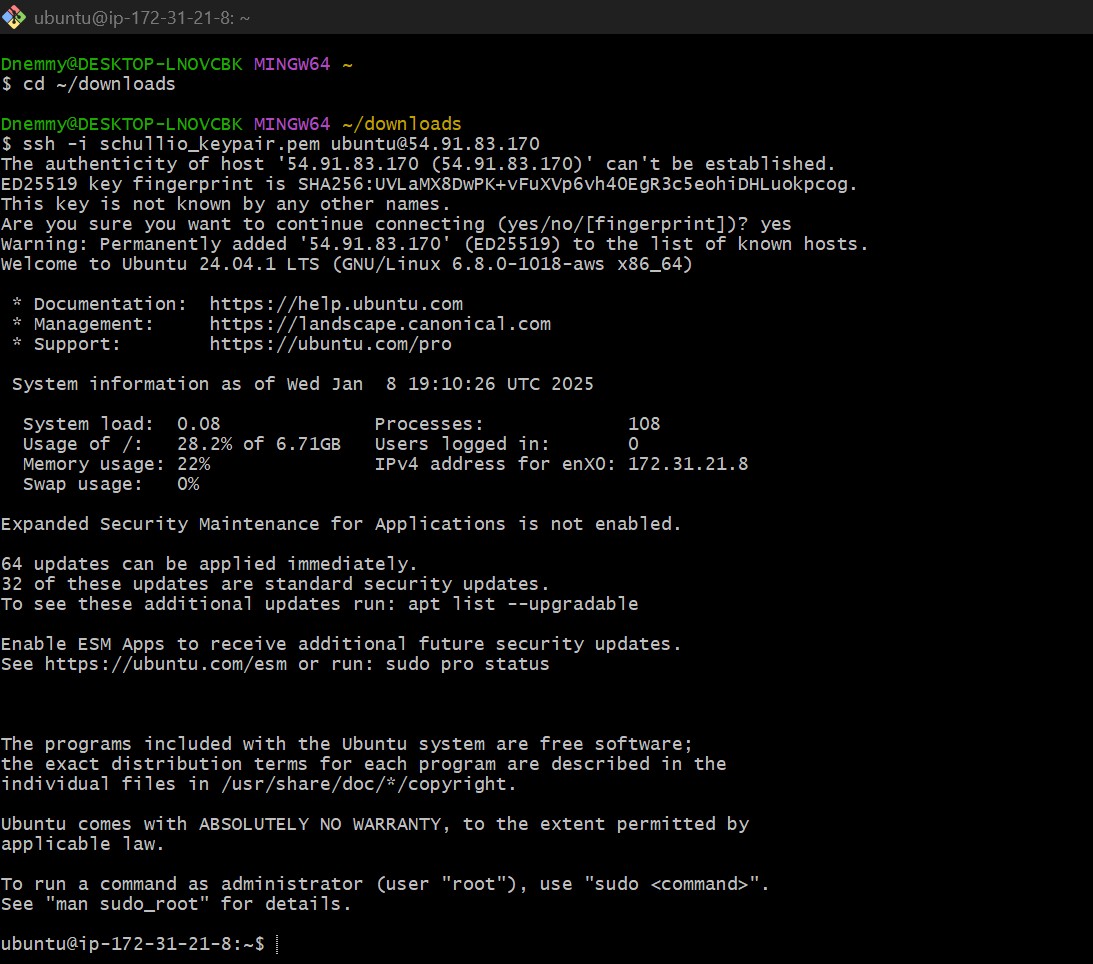 ubuntu@ip-172-31-21-8: ~
Dnemmy@DESKTOP-LNOVCBK MINGW64 ~
$ cd ~/downloads
Dnemmy@DESKTOP-LNOVCBK MINGW64 ~/downloads
$ ssh -i schullio_keypair.pem ubuntu@54.91.83.170
The authenticity of host '54.91.83.170 (54.91.83.170)' can't be established.
ED25519 key fingerprint is SHA256:UVLaMX8DwPK+vFuXVp6vh4OEgR3c5eohiDHLuokpcog.
This key is not known by any other names.
Are you sure you want to continue connecting (yes/no/[fingerprint])? yes
Warning: Permanently added '54.91.83.170' (ED25519) to the list of known hosts.
Welcome to Ubuntu 24.04.1 LTS (GNU/Linux 6.8.0-1018-aws x86_64)
* Documentation:  https://help.ubuntu.com
* Management:     https://landscape.canonical.com
* Support:        https://ubuntu.com/pro
System information as of Wed Jan  8 19:10:26 UTC 2025
System load:  0.08              Processes:             108
Usage of /:   28.2% of 6.71GB   Users logged in:       0
Memory usage: 22%               IPv4 address for enX0: 172.31.21.8
Swap usage:   0%
Expanded Security Maintenance for Applications is not enabled.
64 updates can be applied immediately.
32 of these updates are standard security updates.
To see these additional updates run: apt list --upgradable
Enable ESM Apps to receive additional future security updates.
See https://ubuntu.com/esm or run: sudo pro status
The programs included with the Ubuntu system are free software;
the exact distribution terms for each program are described in the
individual files in /usr/share/doc/*/copyright.
Ubuntu comes with ABSOLUTELY NO WARRANTY, to the extent permitted by
applicable law.
To run a command as administrator (user "root"), use "sudo <command>".
See "man sudo_root" for details.
ubuntu@ip-172-31-21-8:~$